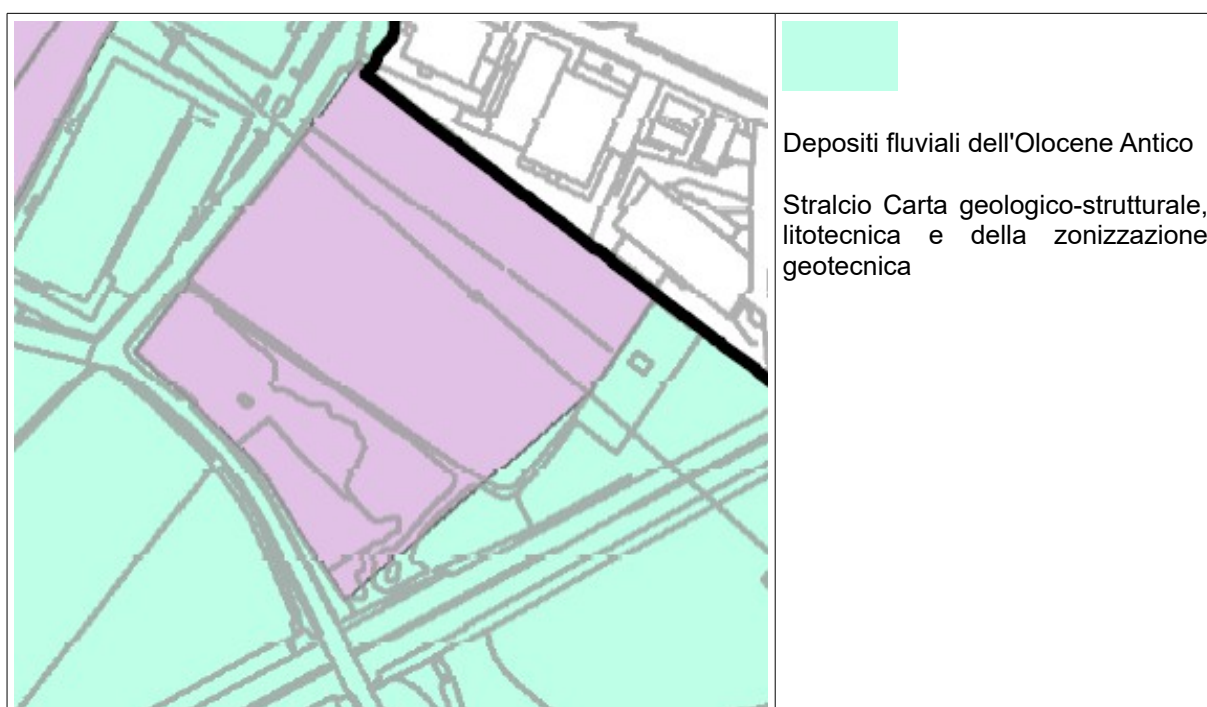 Depositi fluviali dell'Olocene Antico
Stralcio Carta geologico-strutturale,
litotecnica e della zonizzazione
geotecnica